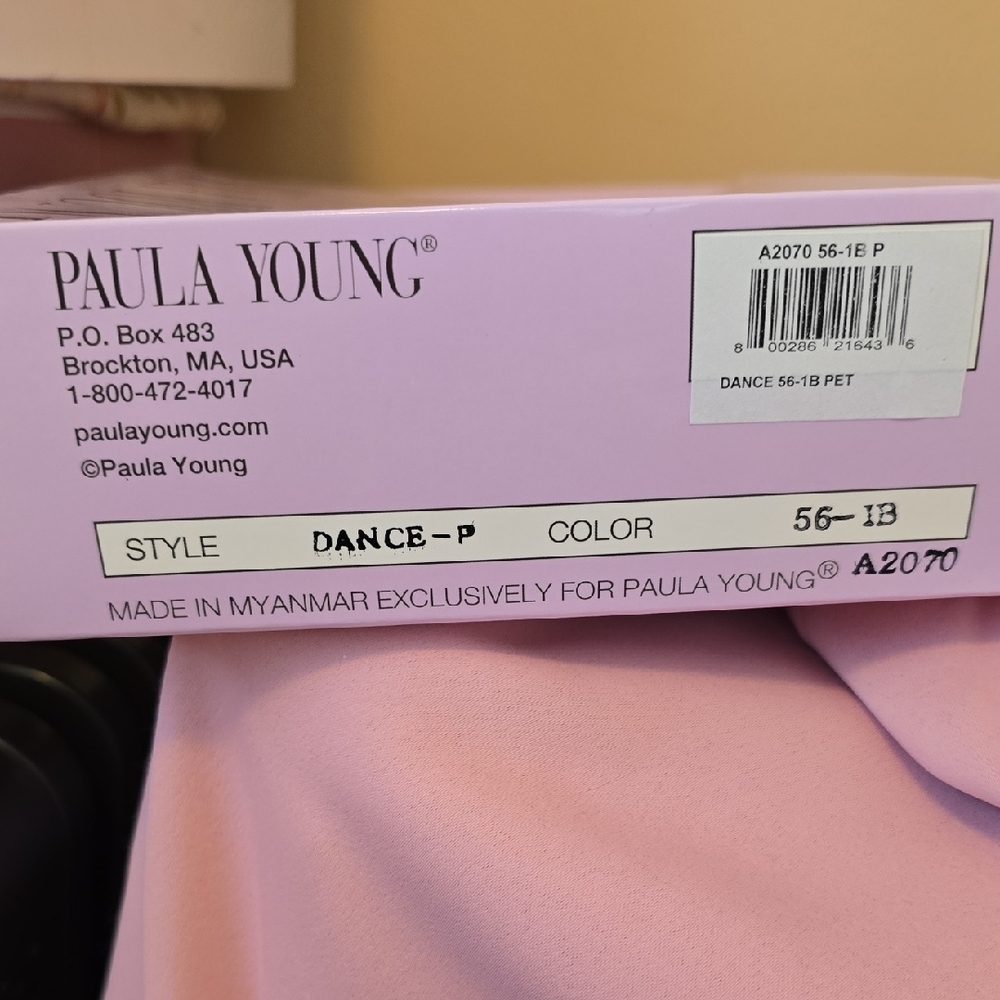 PAULA YOUNG®
P.O. Box 483
Brockton, MA, USA
1-800-472-4017
paulayoung.com
©Paula Young
A2070 56-1B P
8 00286 21643 6
DANCE 56-1B PET
STYLE DANCE-P COLOR 56-1B
MADE IN MYANMAR EXCLUSIVELY FOR PAULA YOUNG® A2070